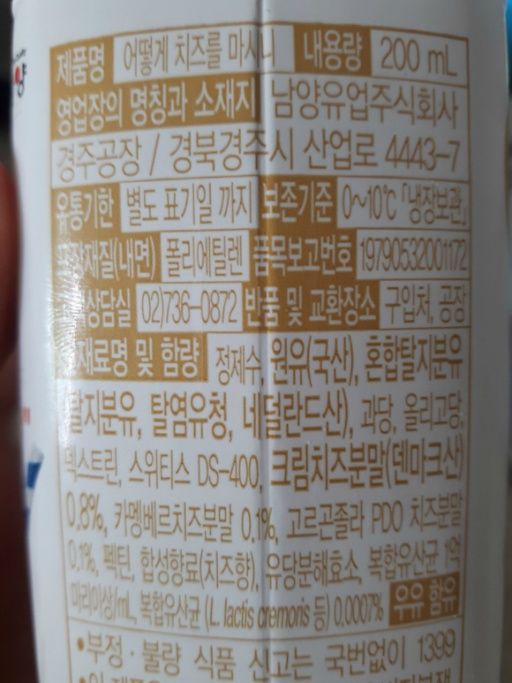 제품명 어떻게 치즈를 마시니 내용량 200 mL
영업장의 명칭과 소재지 남양유업주식회사
경주공장 / 경북경주시 산업로 4443-7
유통기한 별도 표기일 까지 보존기준 0~10℃ 「냉장보관」
포장재질(내면) 폴리에틸렌 품목보고번호 19790532001172
상담실 02)736-0872 반품 및 교환장소 구입처, 공장
재료명 및 함량 정제수, 원유(국산), 혼합탈지분유
탈지분유, 탈염유청, 네덜란드산), 과당, 올리고당,
덱스트린, 스위티스 DS-400, 크림치즈분말(덴마크산)
0.8%, 카멩베르치즈분말 0.1%, 고르곤졸라 PDO 치즈분말
0.1%, 펙틴, 합성향료(치즈향), 유당분해효소, 복합유산균 1억
마리이상/mL, 복합유산균 (L. lactis cremoris 등) 0.0007% 우유 함유
•부정·불량 식품 신고는 국번없이 1399